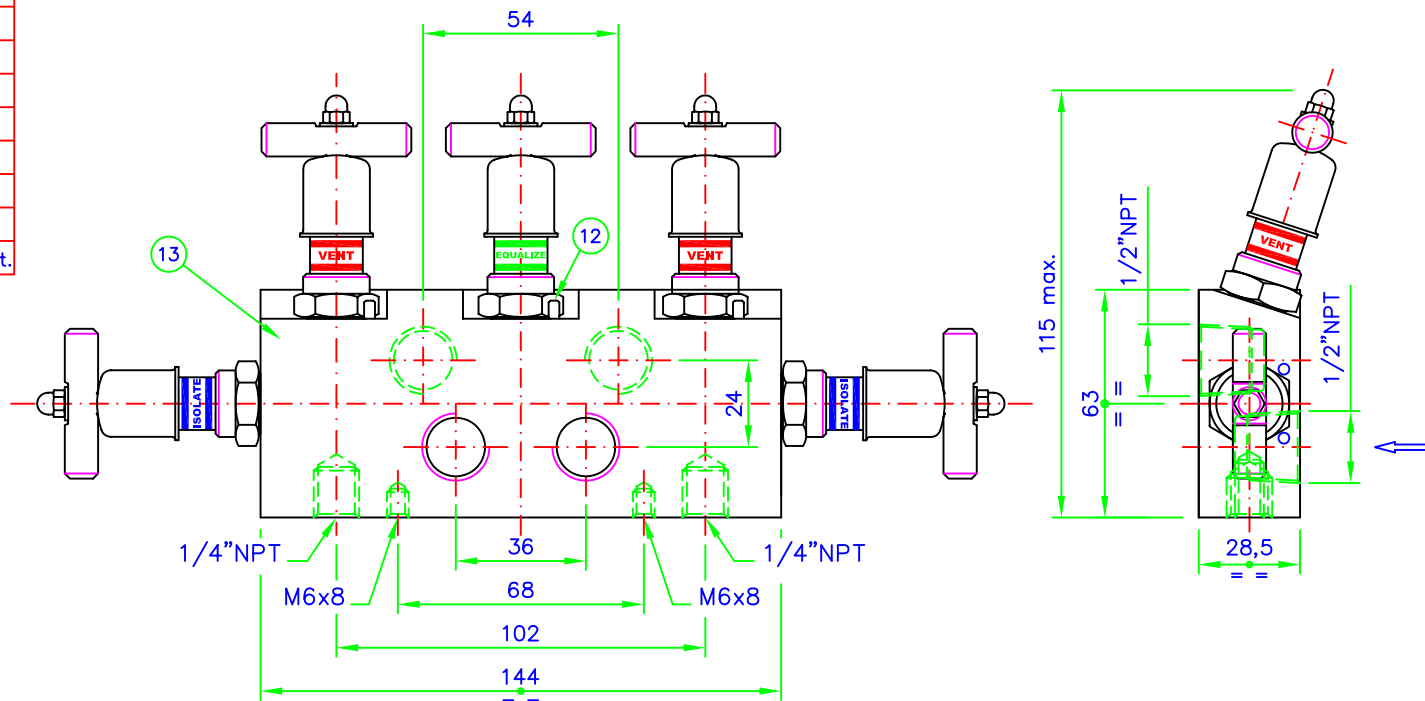 54
t.
13
12
VENT
EQUALIZE
VENT
VENT
ISOLATE
ISOLATE
24
115 max.
63
= =
1/2”NPT
1/2”NPT
1/4”NPT
36
1/4”NPT
28,5
= =
M6x8
68
M6x8
102
144
= =